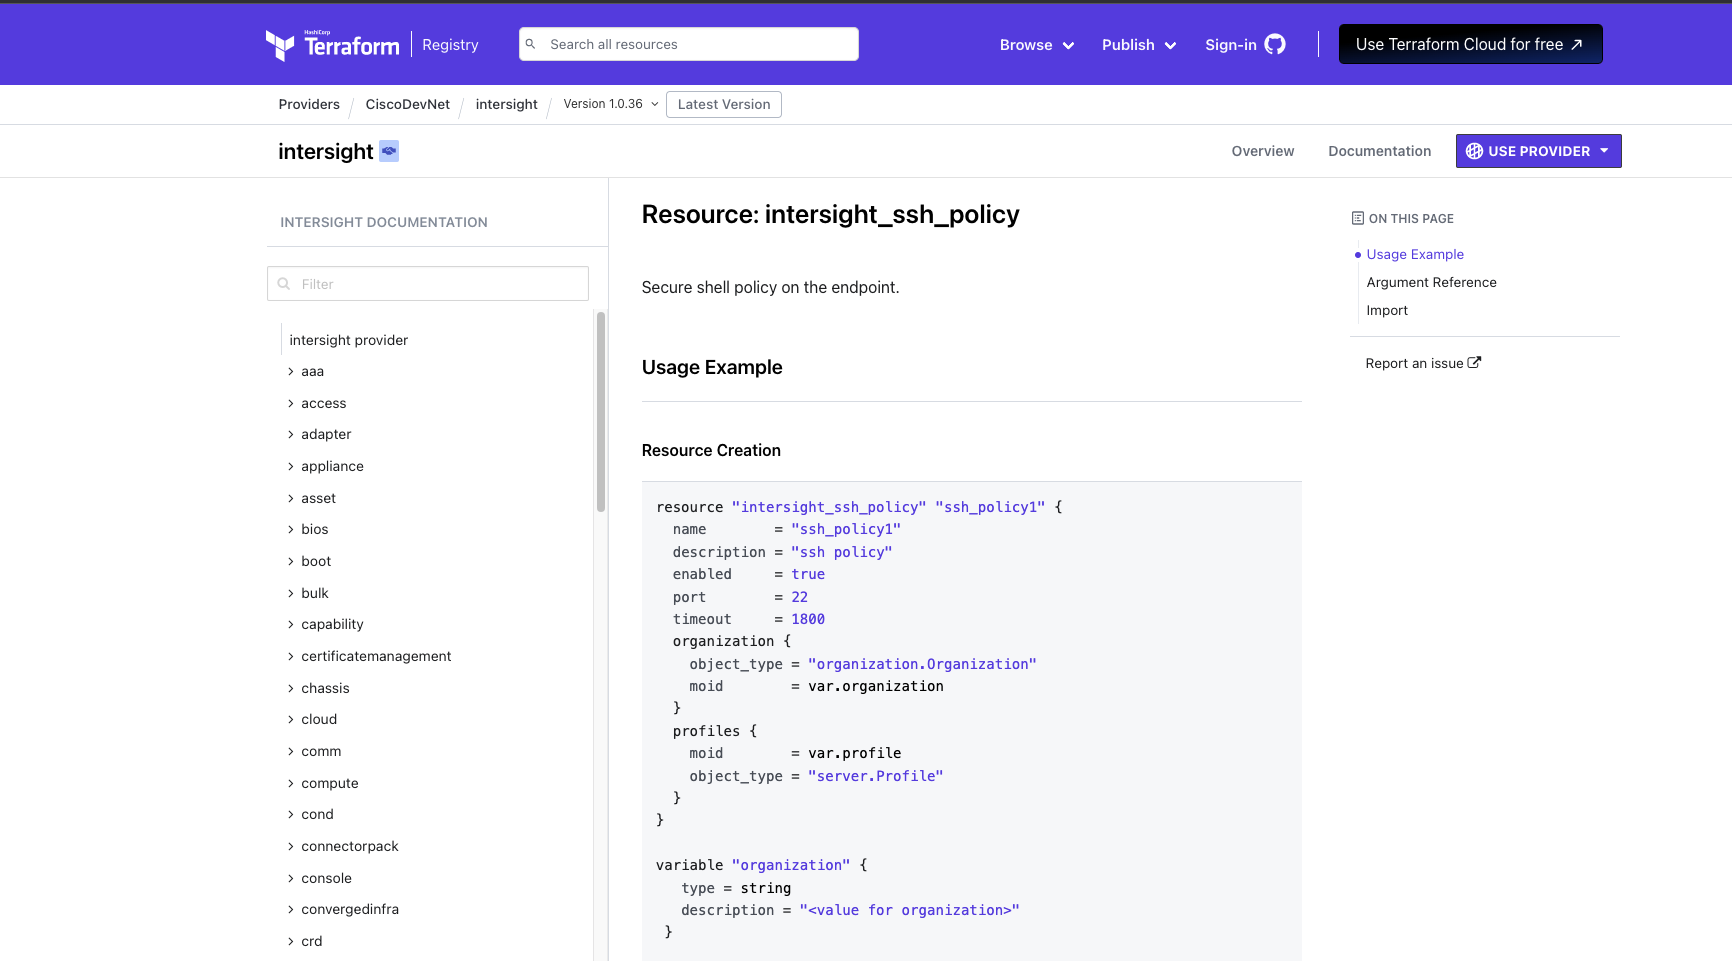 HashiCorp
Terraform
Registry
Search all resources
Browse
Publish
Sign-in
Use Terraform Cloud for free
Providers / CiscoDevNet / intersight / Version 1.0.36
Latest Version
intersight
Overview
Documentation
USE PROVIDER
INTERSIGHT DOCUMENTATION
Filter
intersight provider
aaa
access
adapter
appliance
asset
bios
boot
bulk
capability
certificatemanagement
chassis
cloud
comm
compute
cond
connectorpack
console
convergedinfra
crd
Resource: intersight_ssh_policy
Secure shell policy on the endpoint.
Usage Example
Resource Creation
resource "intersight_ssh_policy" "ssh_policy1" {
  name        = "ssh_policy1"
  description = "ssh policy"
  enabled     = true
  port        = 22
  timeout     = 1800
  organization {
    object_type = "organization.Organization"
    moid        = var.organization
  }
  profiles {
    moid        = var.profile
    object_type = "server.Profile"
  }
}
variable "organization" {
   type = string
   description = "<value for organization>"
 }
ON THIS PAGE
Usage Example
Argument Reference
Import
Report an issue